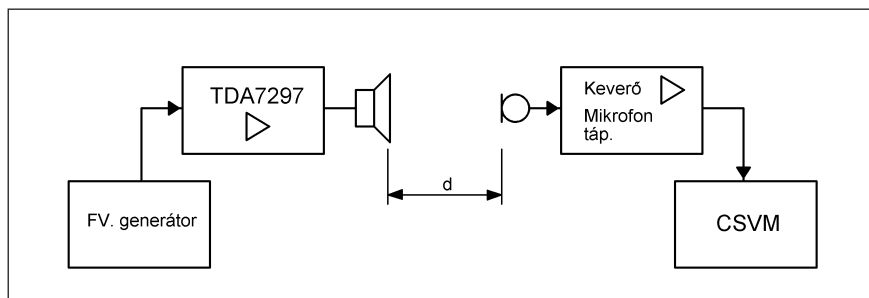 TDA7297
FV. generátor
d
Keverő
Mikrofon
táp.
CSVM